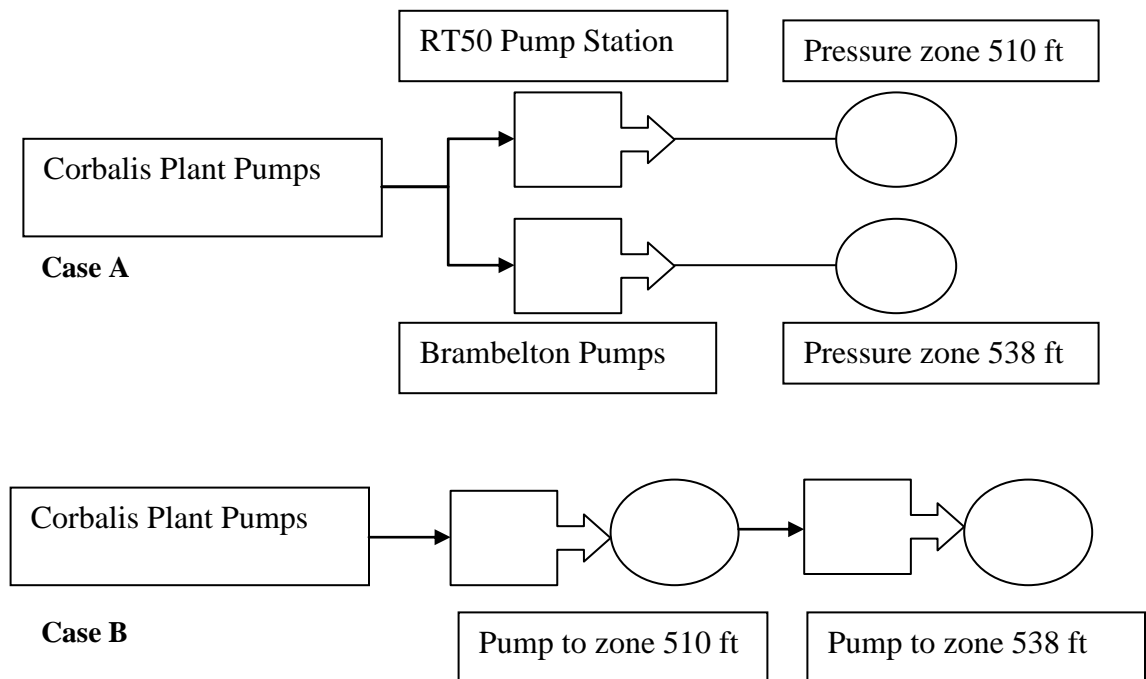 RT50 Pump Station
Pressure zone 510 ft
Corbalis Plant Pumps
Case A
Brambelton Pumps
Pressure zone 538 ft
Corbalis Plant Pumps
Case B
Pump to zone 510 ft
Pump to zone 538 ft